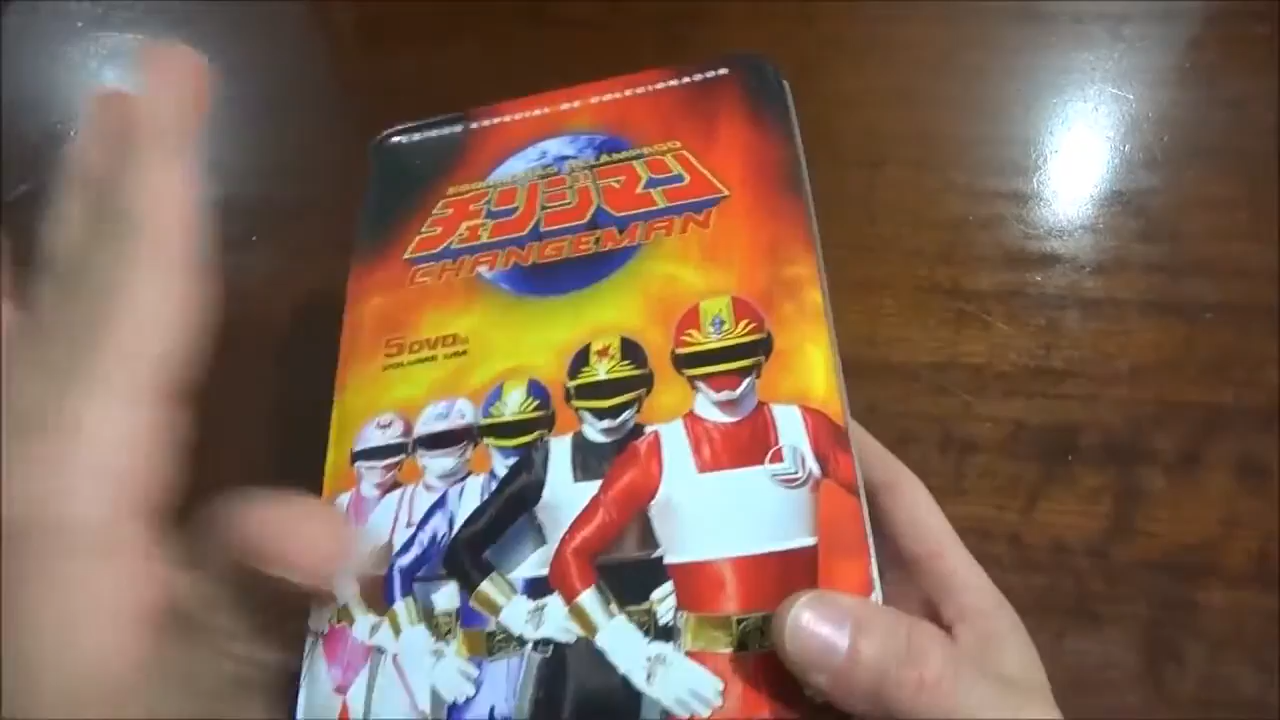 EDIÇÃO ESPECIAL DE COLECIONADOR
ESQUADRÃO RELÂMPAGO
チェンジマン
CHANGEMAN
5 DVDs
VOLUME UM